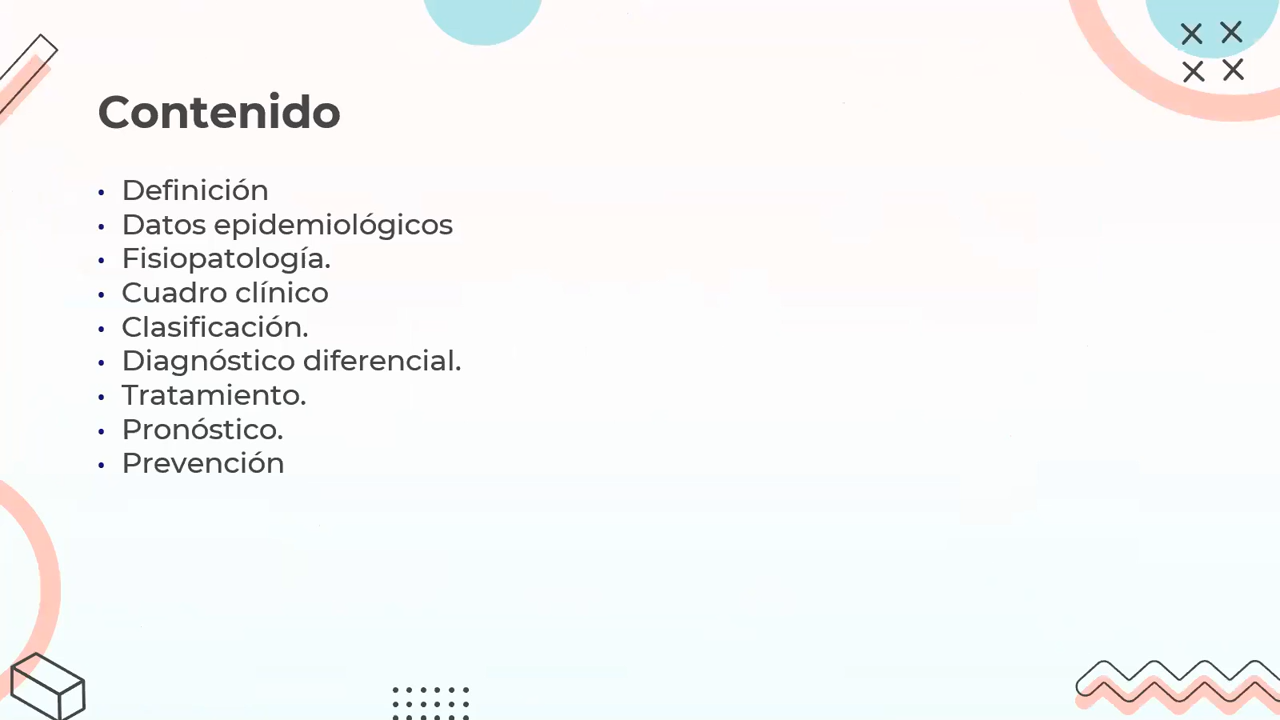 Contenido
• Definición
• Datos epidemiológicos
• Fisiopatología.
• Cuadro clínico
• Clasificación.
• Diagnóstico diferencial.
• Tratamiento.
• Pronóstico.
• Prevención